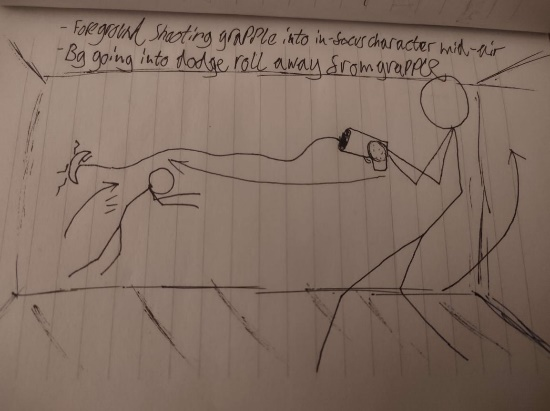 - Foreground shooting grapple into in-focus character mid-air
- Bg going into dodge roll away from grapple